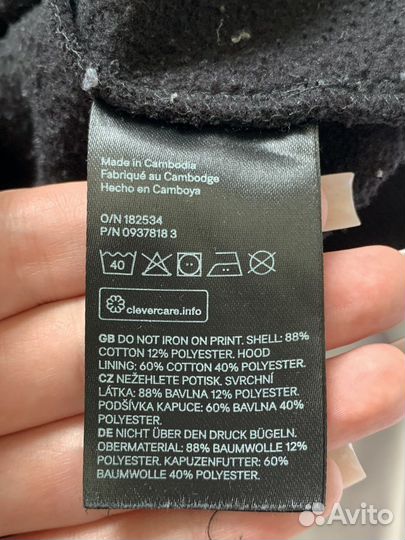 Made in Cambodia
Fabriqué au Cambodge
Hecho en Camboya
O/N 182534
P/N 0937818 3
40
clevercare.info
GB DO NOT IRON ON PRINT. SHELL: 88%
COTTON 12% POLYESTER. HOOD
LINING: 60% COTTON 40% POLYESTER.
CZ NEŽEHLETE POTISK. SVRCHNÍ
LÁTKA: 88% BAVLNA 12% POLYESTER.
PODŠÍVKA KAPUCE: 60% BAVLNA 40%
POLYESTER.
DE NICHT ÜBER DEN DRUCK BÜGELN.
OBERMATERIAL: 88% BAUMWOLLE 12%
POLYESTER. KAPUZENFUTTER: 60%
BAUMWOLLE 40% POLYESTER.
Avito